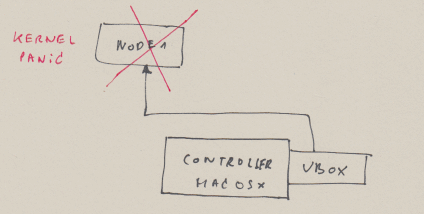 KERNEL
PANIC
NODE1
CONTROLLER
MACOSX
VBOX